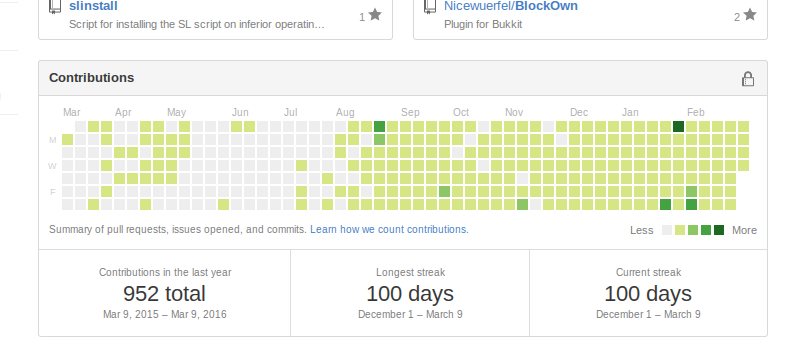 slinstall
Script for installing the SL script on inferior operatin…
1
Nicewuerfel/BlockOwn
Plugin for Bukkit
2
Contributions
Mar Apr May Jun Jul Aug Sep Oct Nov Dec Jan Feb
M
W
F
Summary of pull requests, issues opened, and commits. Learn how we count contributions.
Less More
Contributions in the last year
952 total
Mar 9, 2015 – Mar 9, 2016
Longest streak
100 days
December 1 – March 9
Current streak
100 days
December 1 – March 9